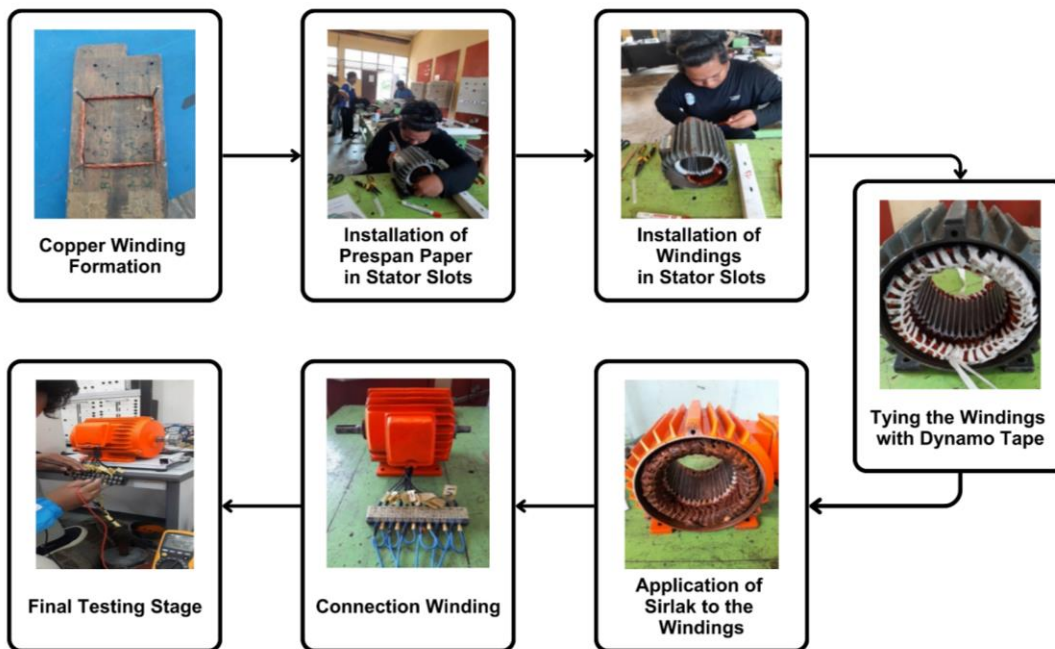 Copper Winding
Formation
Installation of
Prespan Paper
in Stator Slots
Installation of
Windings
in Stator Slots
Tying the Windings
with Dynamo Tape
Application of
Sirlak to the
Windings
Connection Winding
Final Testing Stage